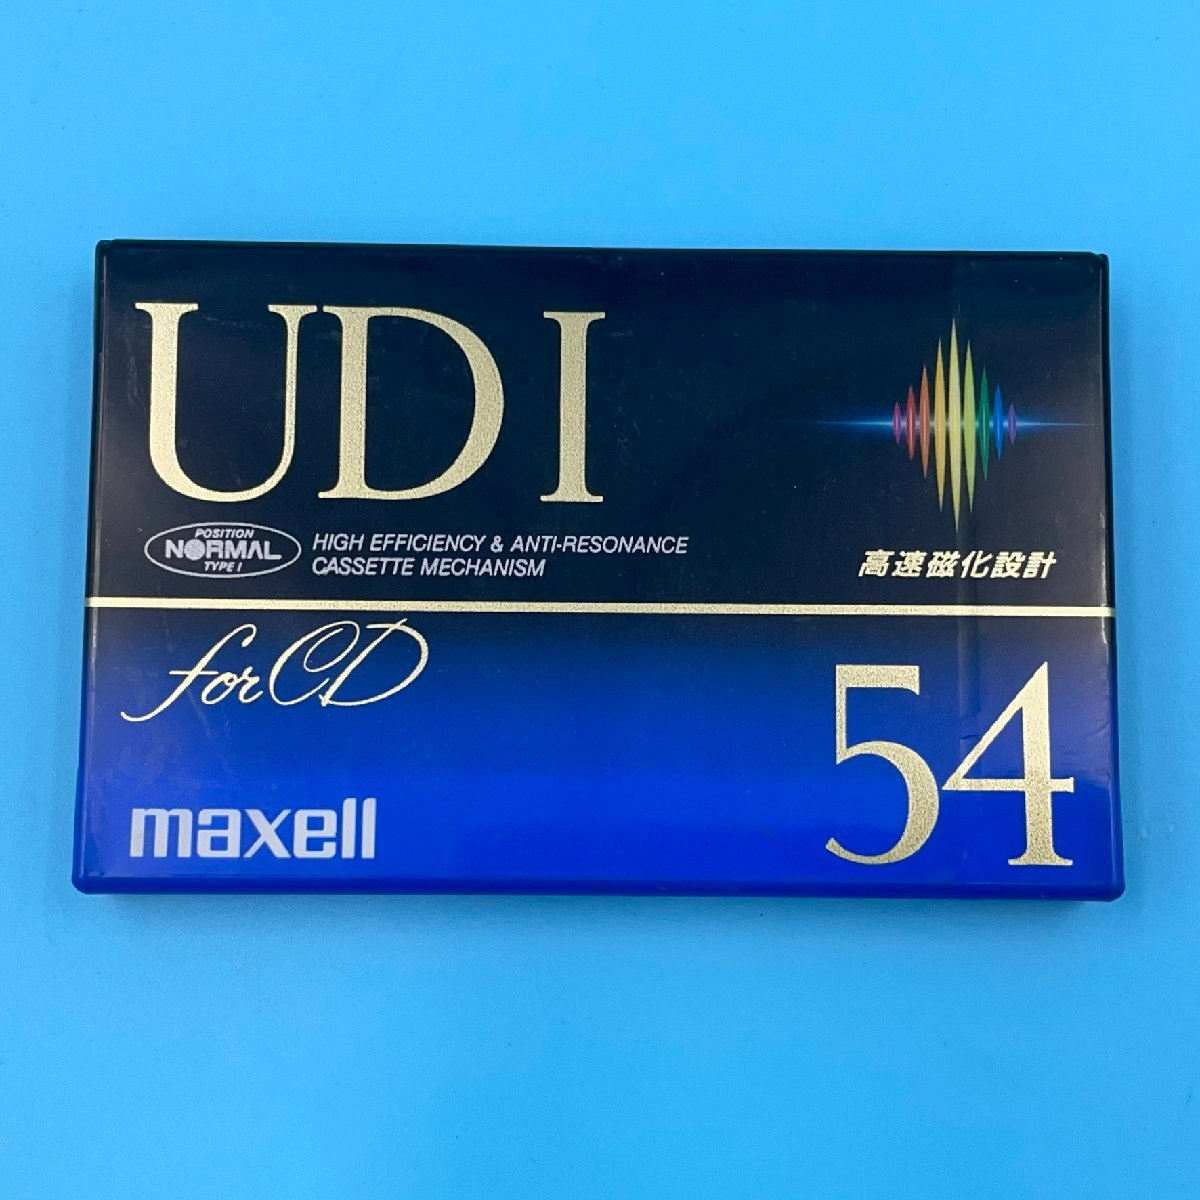 UD I
POSITION
NORMAL
TYPE I
HIGH EFFICIENCY & ANTI-RESONANCE
CASSETTE MECHANISM
高速磁化設計
for CD
54
maxell